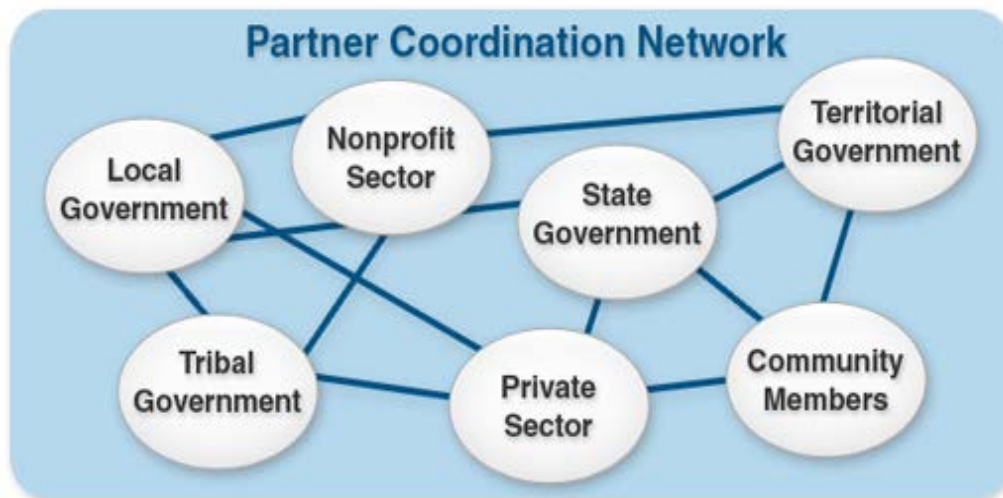 Partner Coordination Network
Local
Government
Nonprofit
Sector
State
Government
Territorial
Government
Tribal
Government
Private
Sector
Community
Members